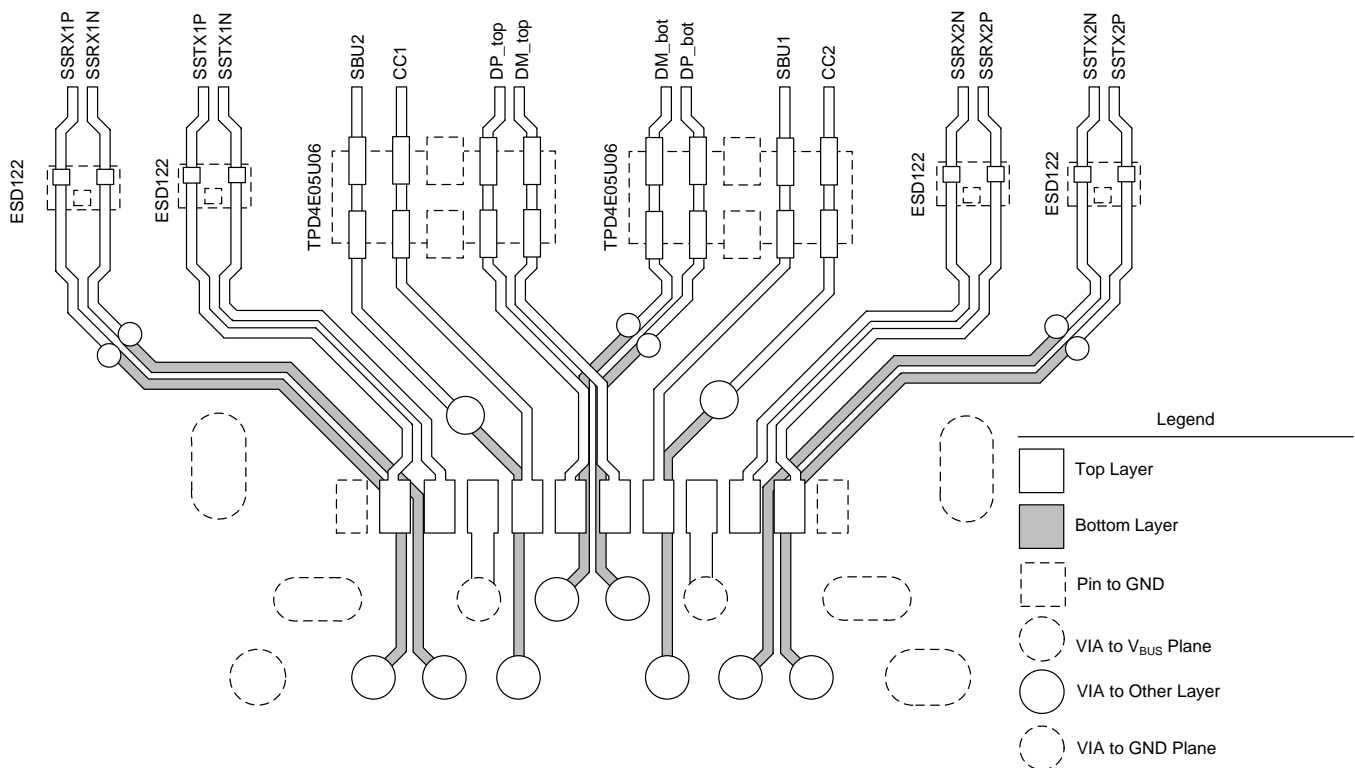 SSRX1P
SSRX1N
SSTX1P
SSTX1N
SBU2
CC1
DP_top
DM_top
DM_bot
DP_bot
SBU1
CC2
SSRX2N
SSRX2P
SSTX2N
SSTX2P
ESD122
ESD122
TPD4E05U06
TPD4E05U06
ESD122
ESD122
Legend
Top Layer
Bottom Layer
Pin to GND
VIA to VBUS Plane
VIA to Other Layer
VIA to GND Plane